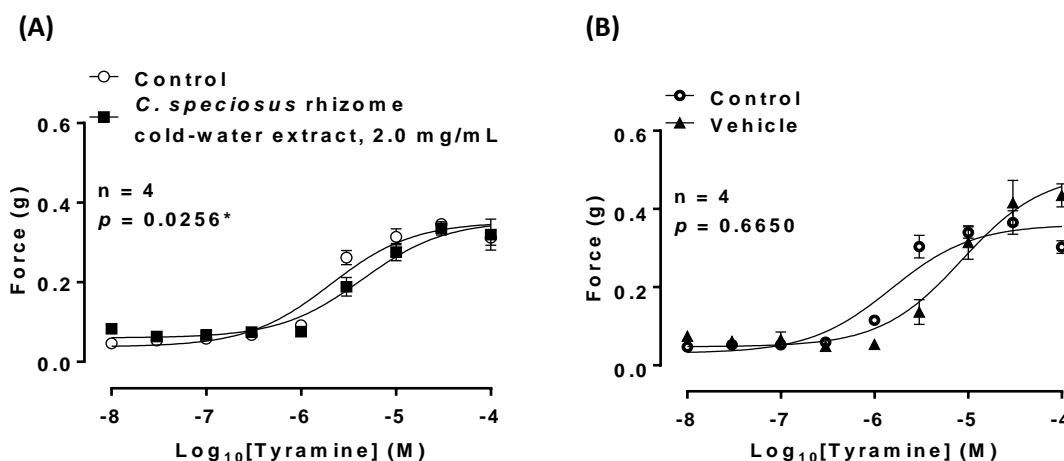 (A)
Control
C. speciosus rhizome
cold-water extract, 2.0 mg/mL
0.6
n = 4
p = 0.0256*
0.4
0.2
0.0
Force (g)
-8 -7 -6 -5 -4
Log10[Tyramine] (M)
(B)
Control
Vehicle
0.6
n = 4
p = 0.6650
0.4
0.2
0.0
Force (g)
-8 -7 -6 -5 -4
Log10[Tyramine] (M)